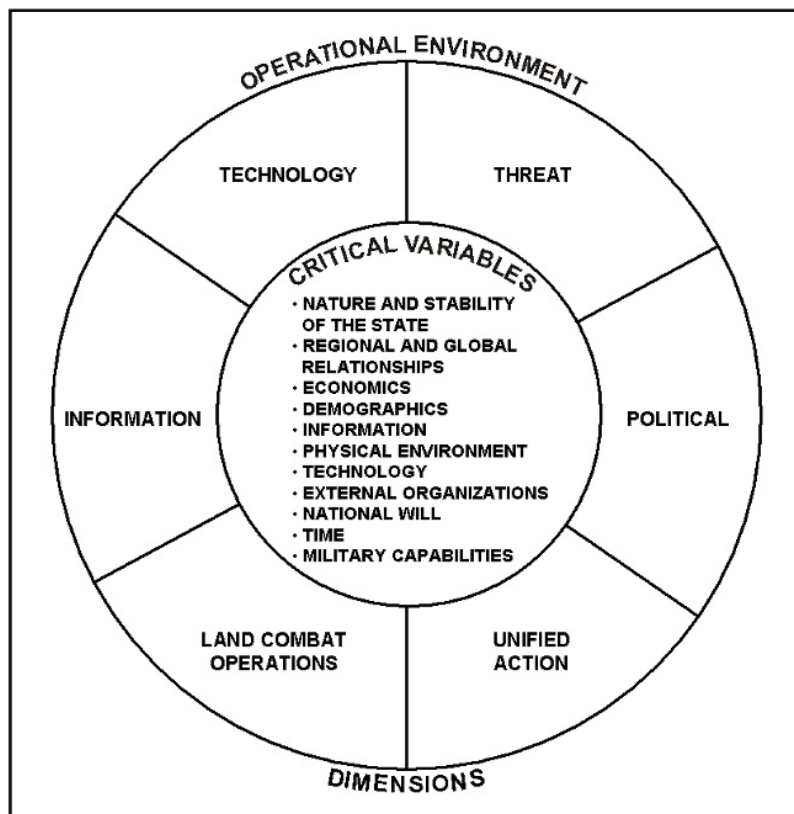 OPERATIONAL ENVIRONMENT
TECHNOLOGY
THREAT
CRITICAL VARIABLES
· NATURE AND STABILITY
OF THE STATE
· REGIONAL AND GLOBAL
RELATIONSHIPS
· ECONOMICS
· DEMOGRAPHICS
· INFORMATION
· PHYSICAL ENVIRONMENT
· TECHNOLOGY
· EXTERNAL ORGANIZATIONS
· NATIONAL WILL
· TIME
· MILITARY CAPABILITIES
INFORMATION
POLITICAL
LAND COMBAT
OPERATIONS
UNIFIED
ACTION
DIMENSIONS